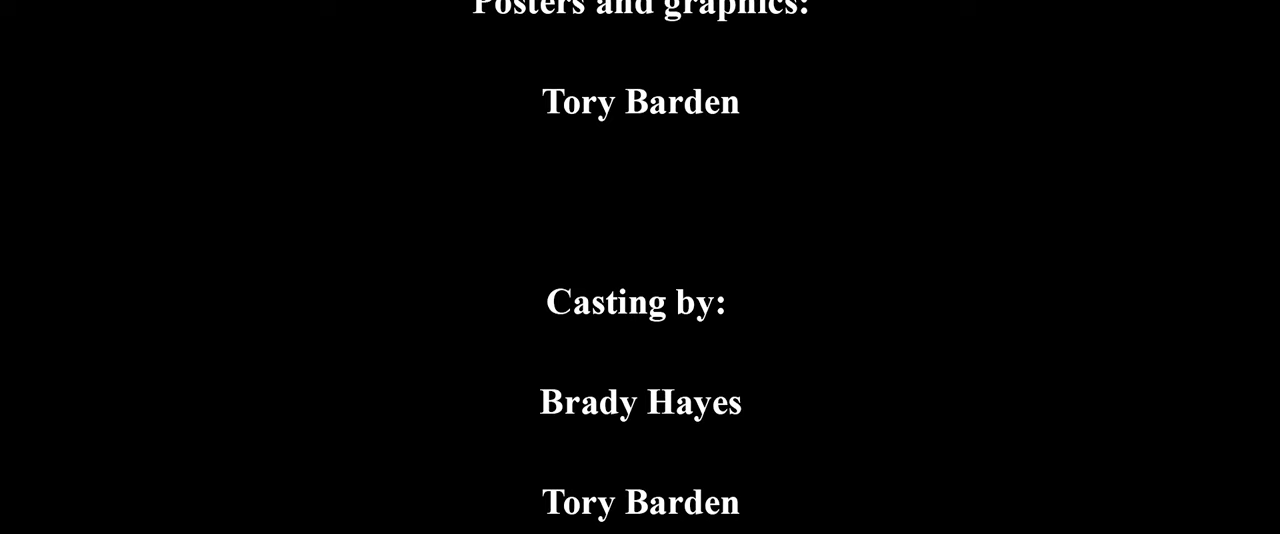 Posters and graphics:
Tory Barden
Casting by:
Brady Hayes
Tory Barden